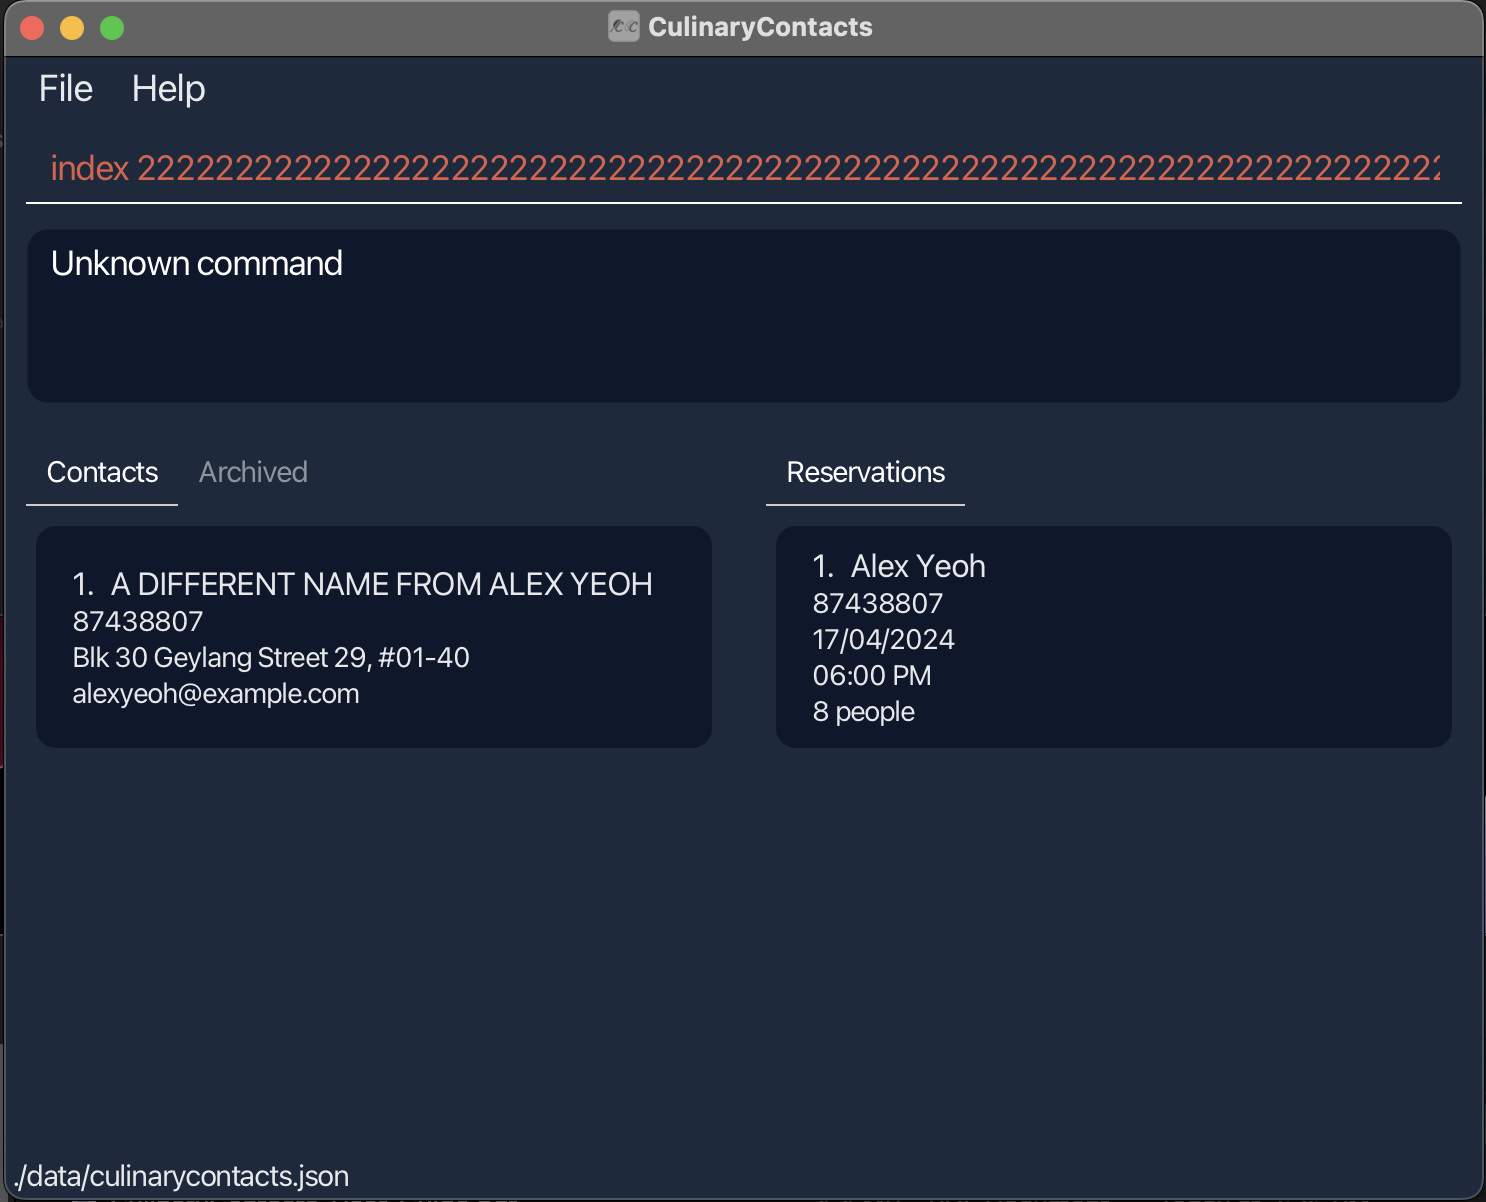 CulinaryContacts
File Help
index 2222222222222222222222222222222222222222222222222222222222222222222
Unknown command
Contacts Archived
Reservations
1. A DIFFERENT NAME FROM ALEX YEOH
87438807
Blk 30 Geylang Street 29, #01-40
alexyeoh@example.com
1. Alex Yeoh
87438807
17/04/2024
06:00 PM
8 people
./data/culinarycontacts.json